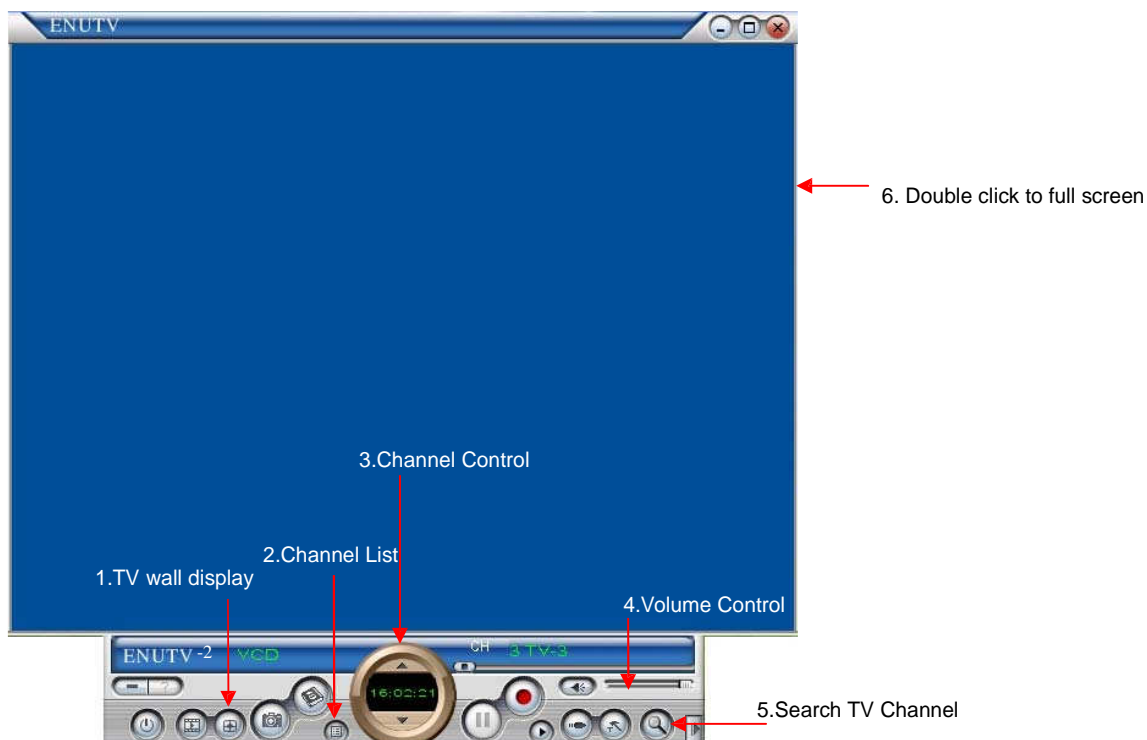 ENUTV
6. Double click to full screen
3.Channel Control
2.Channel List
1.TV wall display
4.Volume Control
ENUTV -2 VCD CH 3 TV-3
16:02:21
5.Search TV Channel